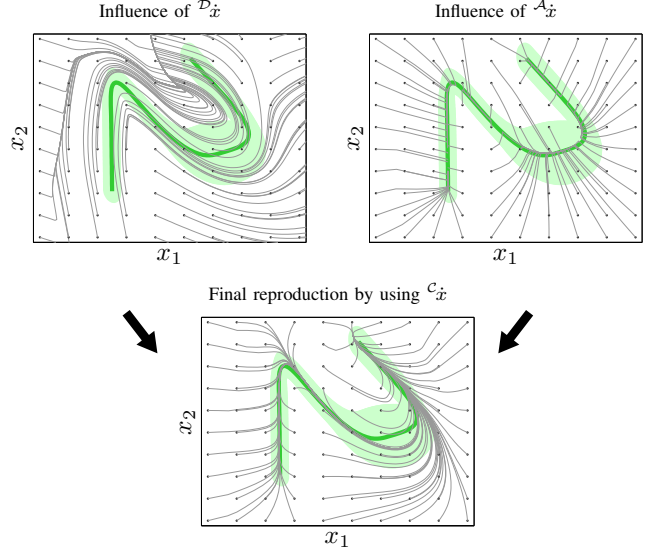 Influence of ᴰẋ
Influence of ᴬẋ
x₂
x₁
x₂
x₁
Final reproduction by using ᶜẋ
x₂
x₁